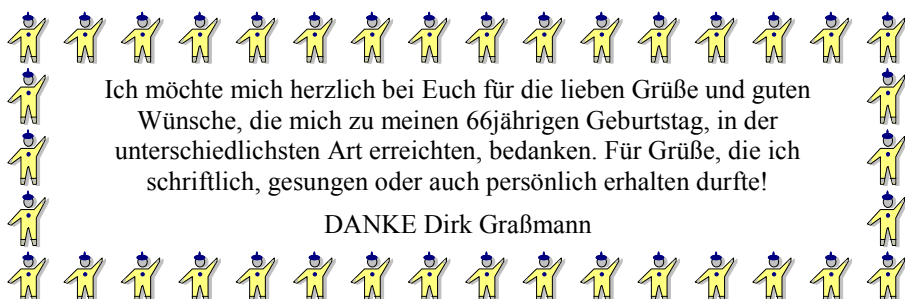 Ich möchte mich herzlich bei Euch für die lieben Grüße und guten
Wünsche, die mich zu meinen 66jährigen Geburtstag, in der
unterschiedlichsten Art erreichten, bedanken. Für Grüße, die ich
schriftlich, gesungen oder auch persönlich erhalten durfte!
DANKE Dirk Graßmann